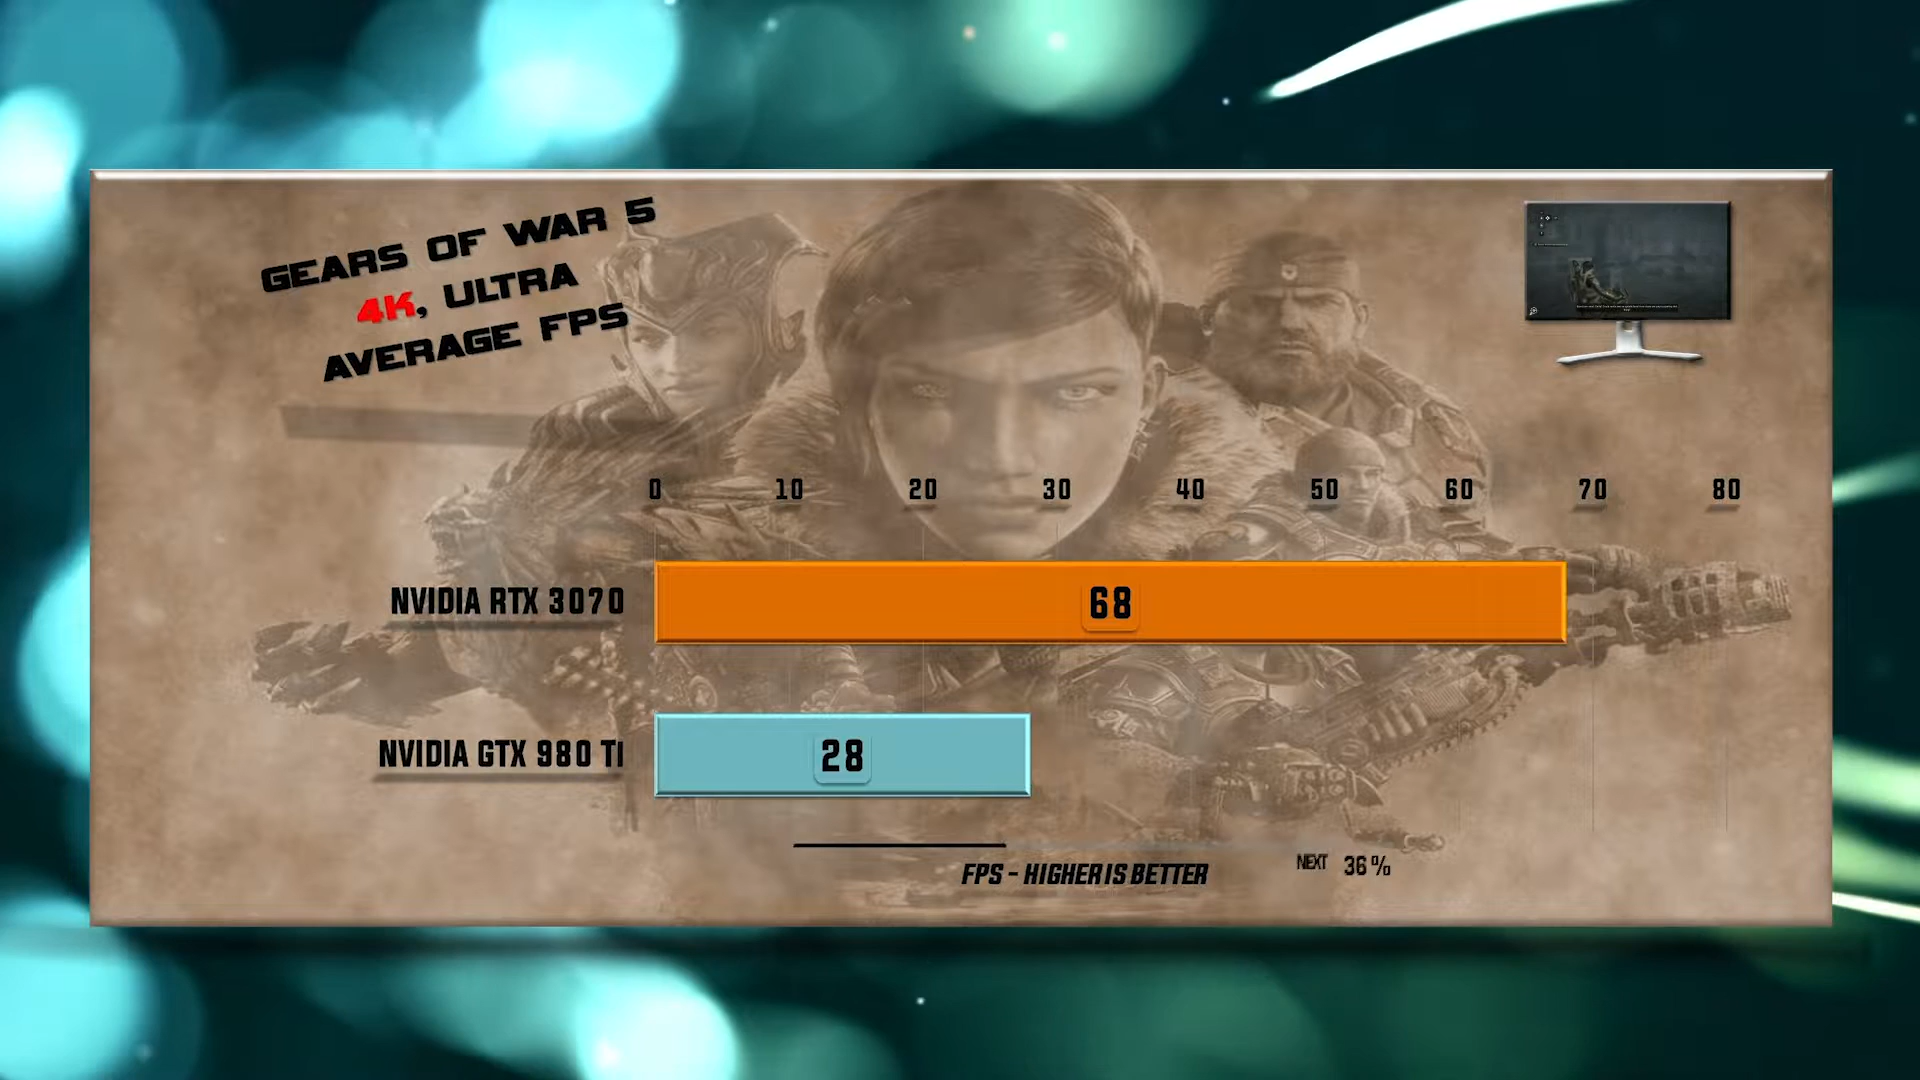 GEARS OF WAR 5
4K, ULTRA
AVERAGE FPS
0 10 20 30 40 50 60 70 80
NVIDIA RTX 3070
68
NVIDIA GTX 980 TI
28
FPS - HIGHER IS BETTER
NEXT 36%